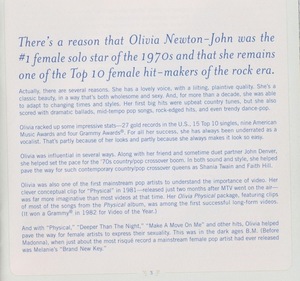 There's a reason that Olivia Newton-John was the
#1 female solo star of the 1970s and that she remains
one of the Top 10 female hit-makers of the rock era.
Actually, there are several reasons. She has a lovely voice, with a lilting, plaintive quality. She's a
classic beauty, in a way that's both wholesome and sexy. And, for more than a decade, she was able
to adapt to changing times and styles. Her first big hits were upbeat country tunes, but she also
scored with dramatic ballads, mid-tempo pop songs, rock-edged hits, and even trendy dance-pop.
Olivia racked up some impressive stats—27 gold records in the U.S., 15 Top 10 singles, nine American
Music Awards and four Grammy Awards®. For all her success, she has always been underrated as a
vocalist. That's partly because of her looks and partly because she always makes it look so easy.
Olivia was influential in several ways. Along with her friend and sometime duet partner John Denver,
she helped set the pace for the '70s country/pop crossover boom. In both sound and style, she helped
pave the way for such contemporary country/pop crossover queens as Shania Twain and Faith Hill.
Olivia was also one of the first mainstream pop artists to understand the importance of video. Her
clever conceptual clip for "Physical" in 1981—released just two months after MTV went on the air—
was far more imaginative than most videos at that time. Her Olivia Physical package, featuring clips
of most of the songs from the Physical album, was among the first successful long-form videos.
(It won a Grammy® in 1982 for Video of the Year.)
And with "Physical," "Deeper Than The Night," "Make A Move On Me" and other hits, Olivia helped
pave the way for female artists to express their sexuality. This was in the dark ages B.M. (Before
Madonna), when just about the most risqué record a mainstream female pop artist had ever released
was Melanie's "Brand New Key."